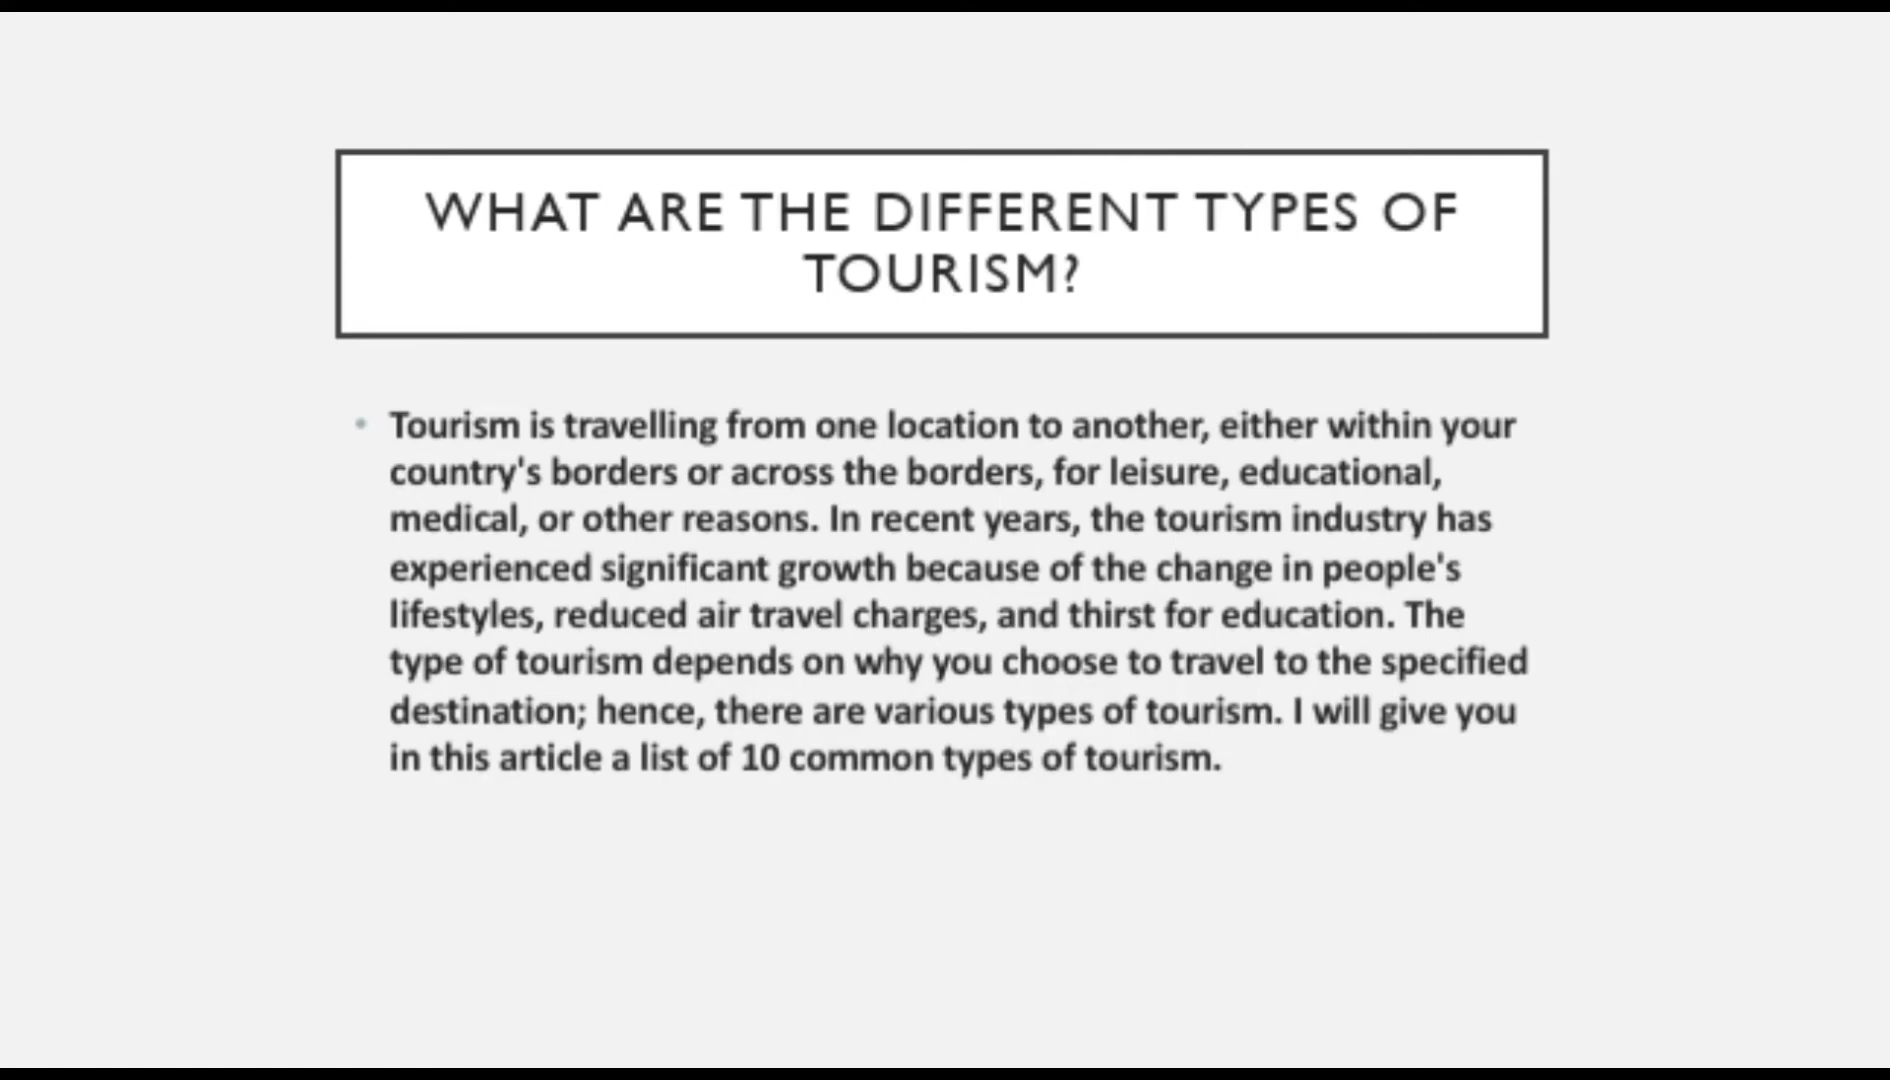 WHAT ARE THE DIFFERENT TYPES OF
TOURISM?
• Tourism is travelling from one location to another, either within your
country's borders or across the borders, for leisure, educational,
medical, or other reasons. In recent years, the tourism industry has
experienced significant growth because of the change in people's
lifestyles, reduced air travel charges, and thirst for education. The
type of tourism depends on why you choose to travel to the specified
destination; hence, there are various types of tourism. I will give you
in this article a list of 10 common types of tourism.